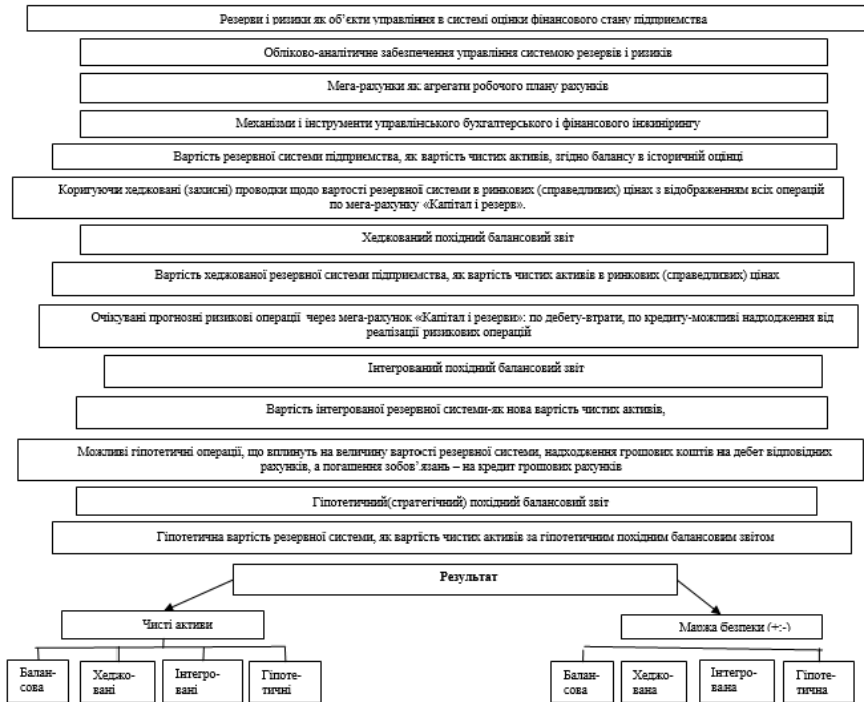 Резерви і ризики як об’єкти управління в системі оцінки фінансового стану підприємства
Обліково-аналітичне забезпечення управління системою резервів і ризиків
Мега-рахунки як агрегати робочого плану рахунків
Механізми і інструменти управлінського бухгалтерського і фінансового інжинірингу
Вартість резервної системи підприємства, як вартість чистих активів, згідно балансу в історичній оцінці
Коригуючи хеджовані (захисні) проводки щодо вартості резервної системи в ринкових (справедливих) цінах з відображенням всіх операцій
по мега-рахунку «Капітал і резерв».
Хеджований похідний балансовий звіт
Вартість хеджованої резервної системи підприємства, як вартість чистих активів в ринкових (справедливих) цінах
Очікувані прогнозні ризикові операції через мега-рахунок «Капітал і резерви»: по дебету-втрати, по кредиту-можливі надходження від
реалізації ризикових операцій
Інтегрований похідний балансовий звіт
Вартість інтегрованої резервної системи-як нова вартість чистих активів,
Можливі гіпотетичні операції, що вплинуть на величину вартості резервної системи, надходження грошових коштів на дебет відповідних
рахунків, а погашення зобов’язань – на кредит грошових рахунків
Гіпотетичний(стратегічний) похідний балансовий звіт
Гіпотетична вартість резервної системи, як вартість чистих активів за гіпотетичним похідним балансовим звітом
Результат
Чисті активи
Маржа безпеки (+;-)
Балан-
сова
Хеджо-
вані
Інтегро-
вані
Гіпоте-
тичні
Балан-
сова
Хеджо-
вана
Інтегро-
вана
Гіпоте-
тична